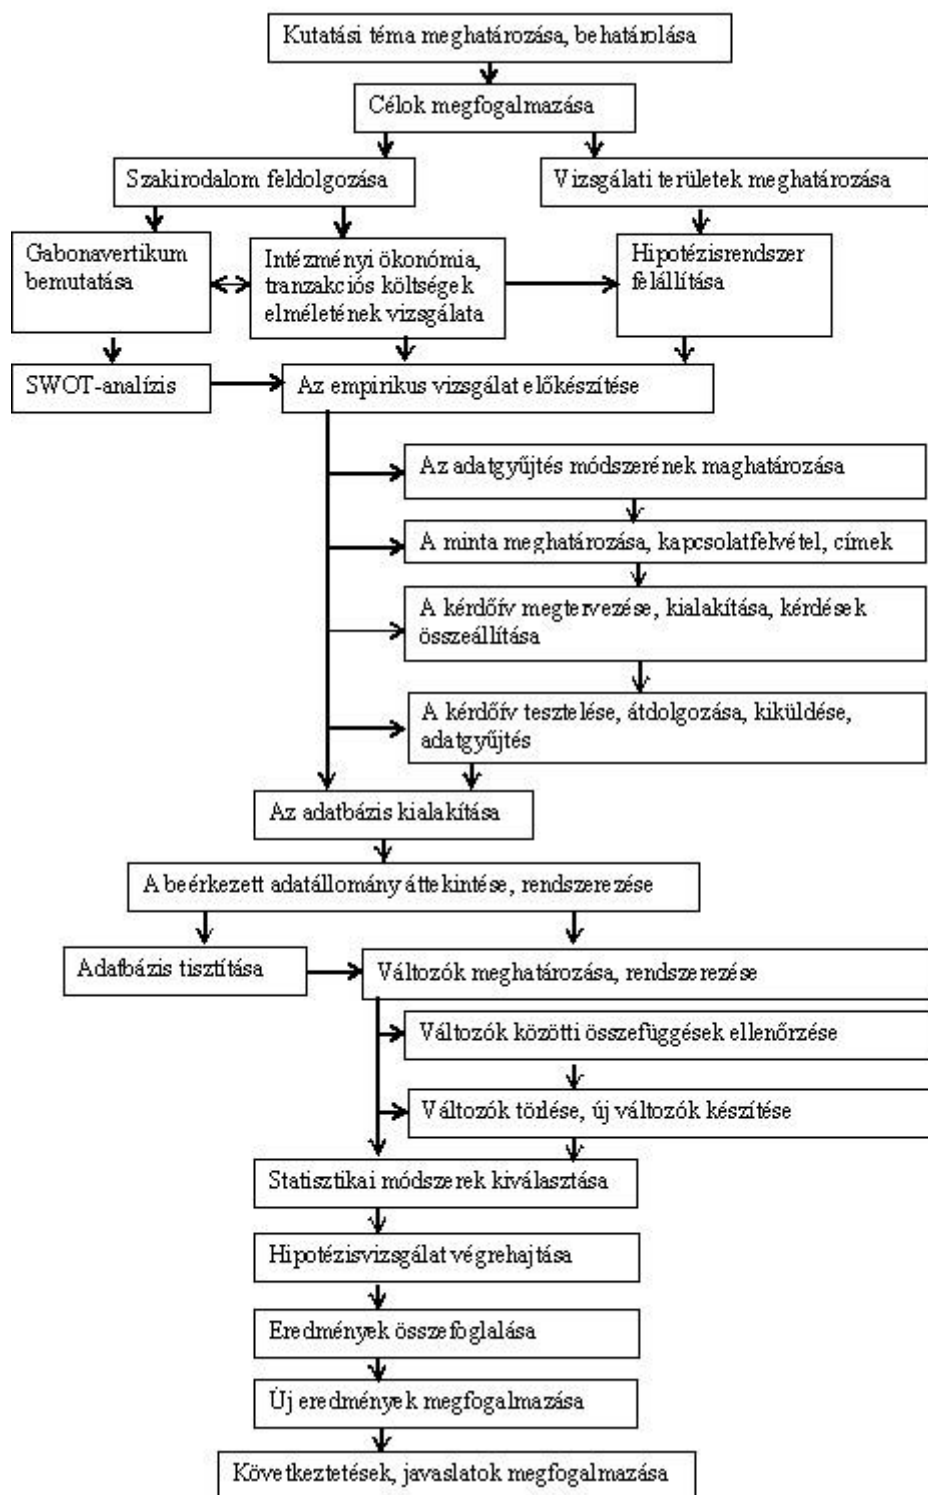 Kutatási téma meghatározása, behatárolása
Célok megfogalmazása
Szakirodalom feldolgozása
Vizsgálati területek meghatározása
Gabonavertikum
bemutatása
Intézményi ökonómia,
tranzakciós költségek
elméletének vizsgálata
Hipotézisrendszer
felállítása
SWOT-analízis
Az empirikus vizsgálat előkészítése
Az adatgyűjtés módszerének maghatározása
A minta meghatározása, kapcsolatfelvétel, címek
A kérdőív megtervezése, kialakítása, kérdések
összeállítása
A kérdőív tesztelése, átdolgozása, kiküldése,
adatgyűjtés
Az adatbázis kialakítása
A beérkezett adatállomány áttekintése, rendszerezése
Adatbázis tisztítása
Változók meghatározása, rendszerezése
Változók közötti összefüggések ellenőrzése
Változók törlése, új változók készítése
Statisztikai módszerek kiválasztása
Hipotézisvizsgálat végrehajtása
Eredmények összefoglalása
Új eredmények megfogalmazása
Következtetések, javaslatok megfogalmazása